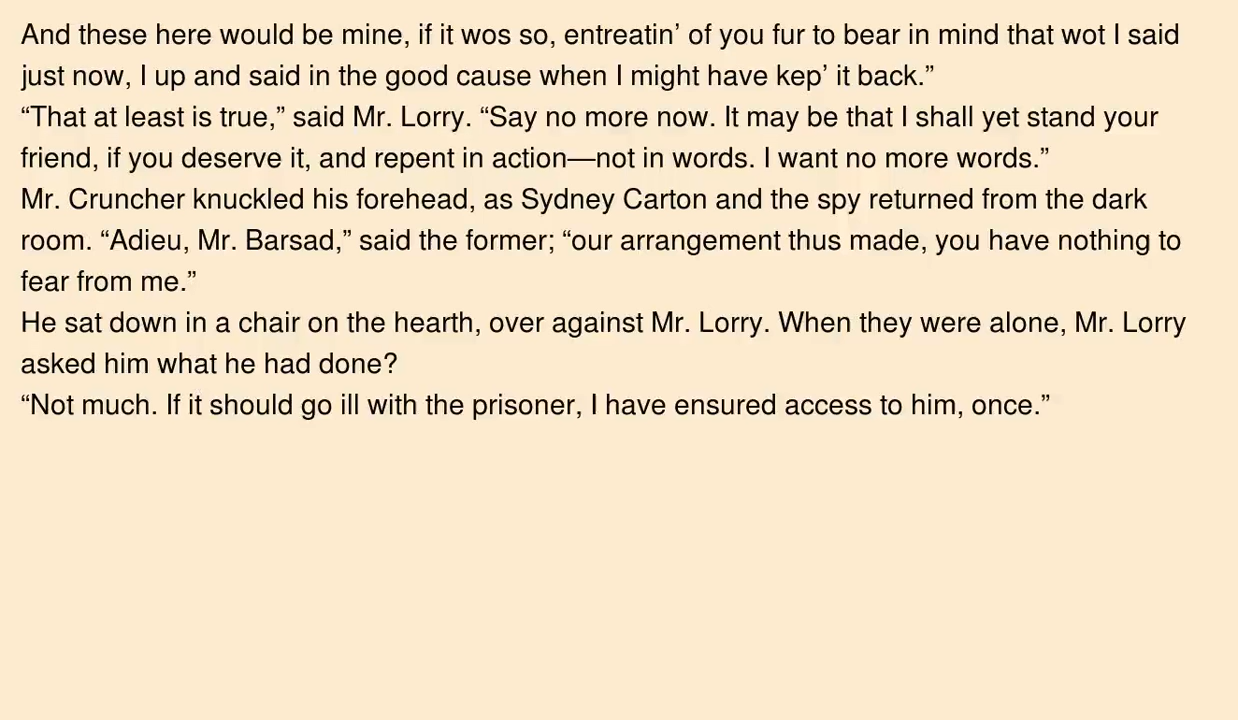 And these here would be mine, if it wos so, entreatin’ of you fur to bear in mind that wot I said
just now, I up and said in the good cause when I might have kep’ it back.”
“That at least is true,” said Mr. Lorry. “Say no more now. It may be that I shall yet stand your
friend, if you deserve it, and repent in action—not in words. I want no more words.”
Mr. Cruncher knuckled his forehead, as Sydney Carton and the spy returned from the dark
room. “Adieu, Mr. Barsad,” said the former; “our arrangement thus made, you have nothing to
fear from me.”
He sat down in a chair on the hearth, over against Mr. Lorry. When they were alone, Mr. Lorry
asked him what he had done?
“Not much. If it should go ill with the prisoner, I have ensured access to him, once.”